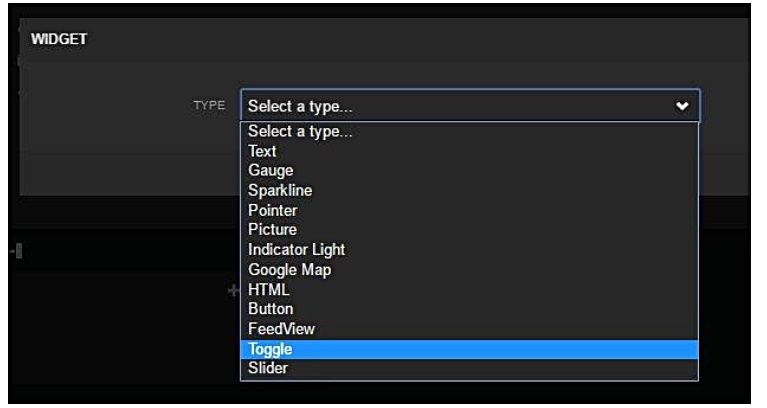 WIDGET
TYPE Select a type...
Select a type...
Text
Gauge
Sparkline
Pointer
Picture
Indicator Light
Google Map
HTML
Button
FeedView
Toggle
Slider